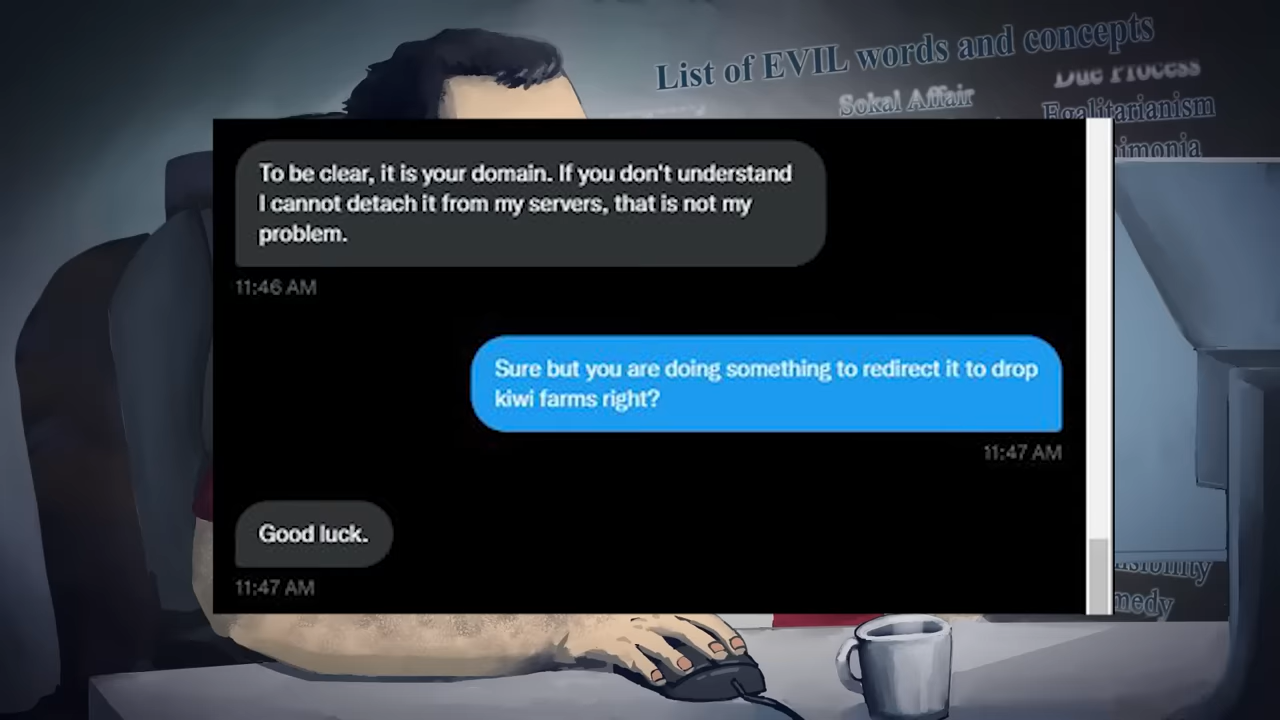 List of EVIL words and concepts
Sokal Affair
Due Process
Egalitarianism
To be clear, it is your domain. If you don't understand
I cannot detach it from my servers, that is not my
problem.
11:46 AM
Sure but you are doing something to redirect it to drop
kiwi farms right?
11:47 AM
Good luck.
11:47 AM